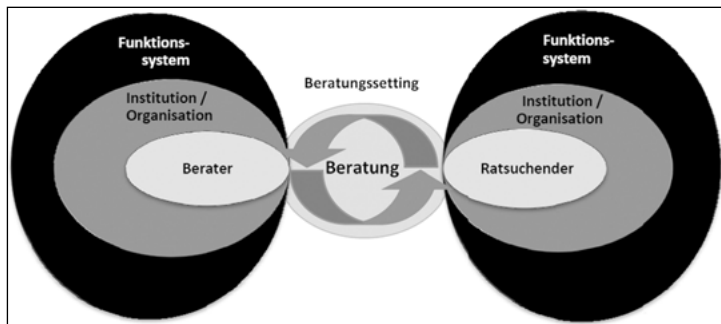 Funktions-
system
Institution /
Organisation
Berater
Beratungssetting
Beratung
Funktions-
system
Institution /
Organisation
Ratsuchender